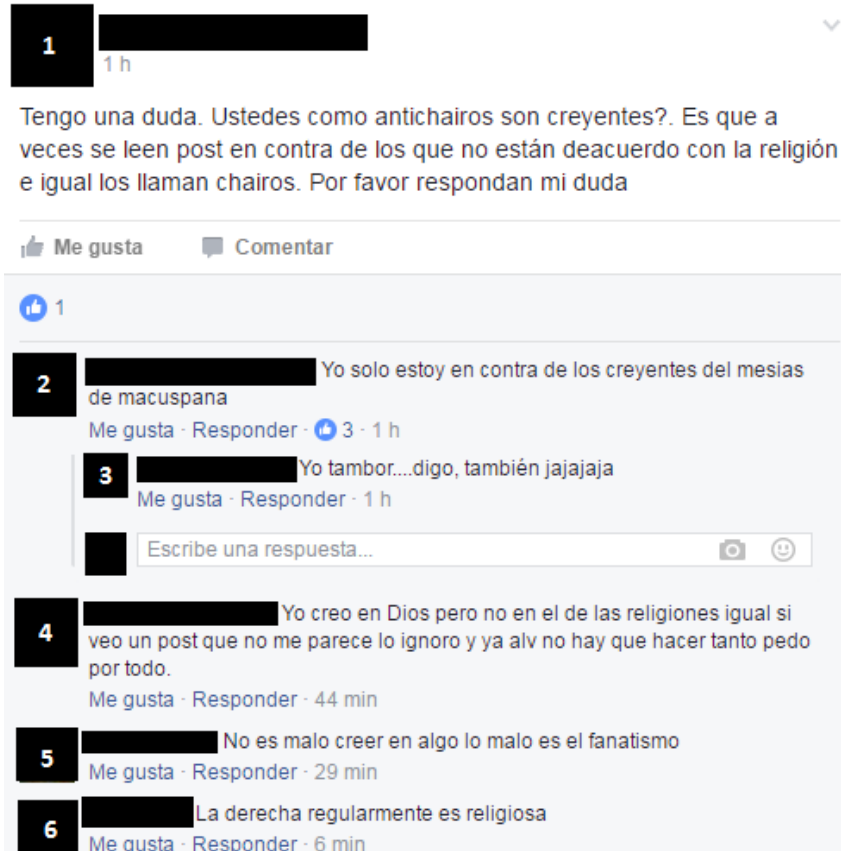 1
1 h
Tengo una duda. Ustedes como antichairos son creyentes?. Es que a
veces se leen post en contra de los que no están deacuerdo con la religión
e igual los llaman chairos. Por favor respondan mi duda
Me gusta Comentar
1
2 Yo solo estoy en contra de los creyentes del mesias
de macuspana
Me gusta · Responder · 3 · 1 h
3 Yo tambor....digo, también jajajaja
Me gusta · Responder · 1 h
Escribe una respuesta...
4 Yo creo en Dios pero no en el de las religiones igual si
veo un post que no me parece lo ignoro y ya alv no hay que hacer tanto pedo
por todo.
Me gusta · Responder · 44 min
5 No es malo creer en algo lo malo es el fanatismo
Me gusta · Responder · 29 min
6 La derecha regularmente es religiosa
Me gusta · Responder · 6 min